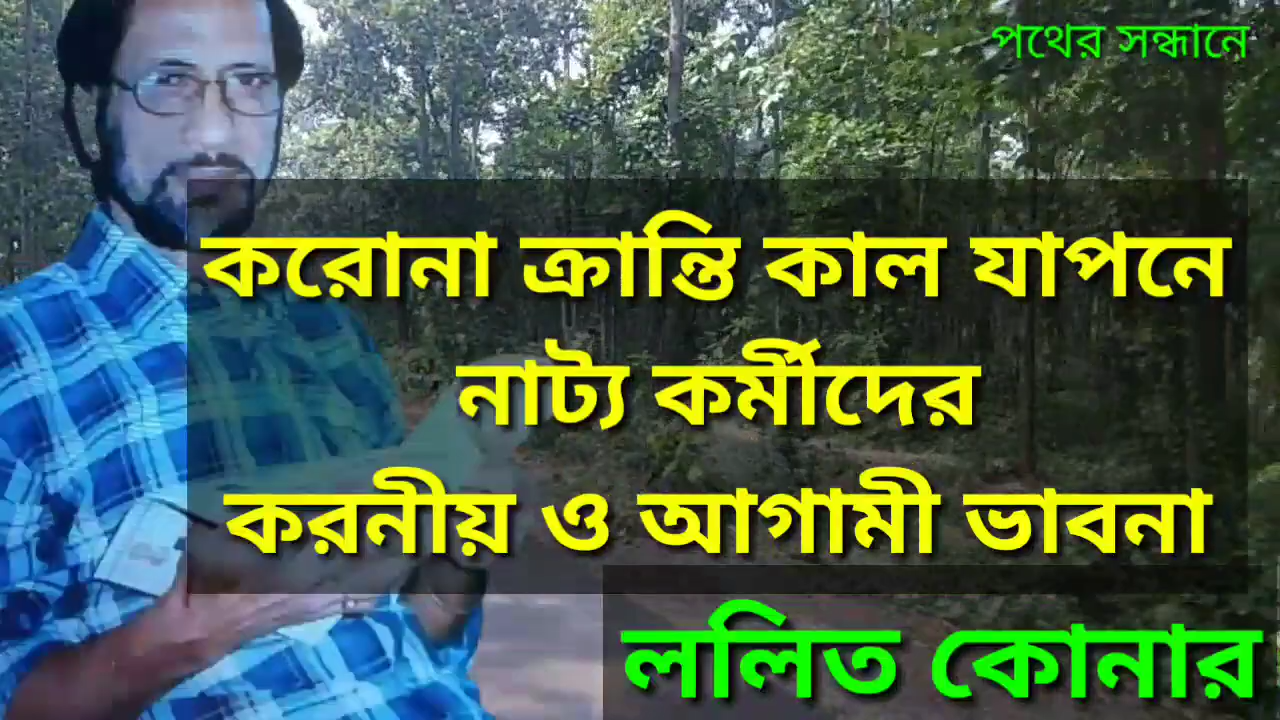 পথের সন্ধানে
করোনা ক্রান্তি কাল যাপনে
নাট্য কর্মীদের
করনীয় ও আগামী ভাবনা
ললিত কোনার